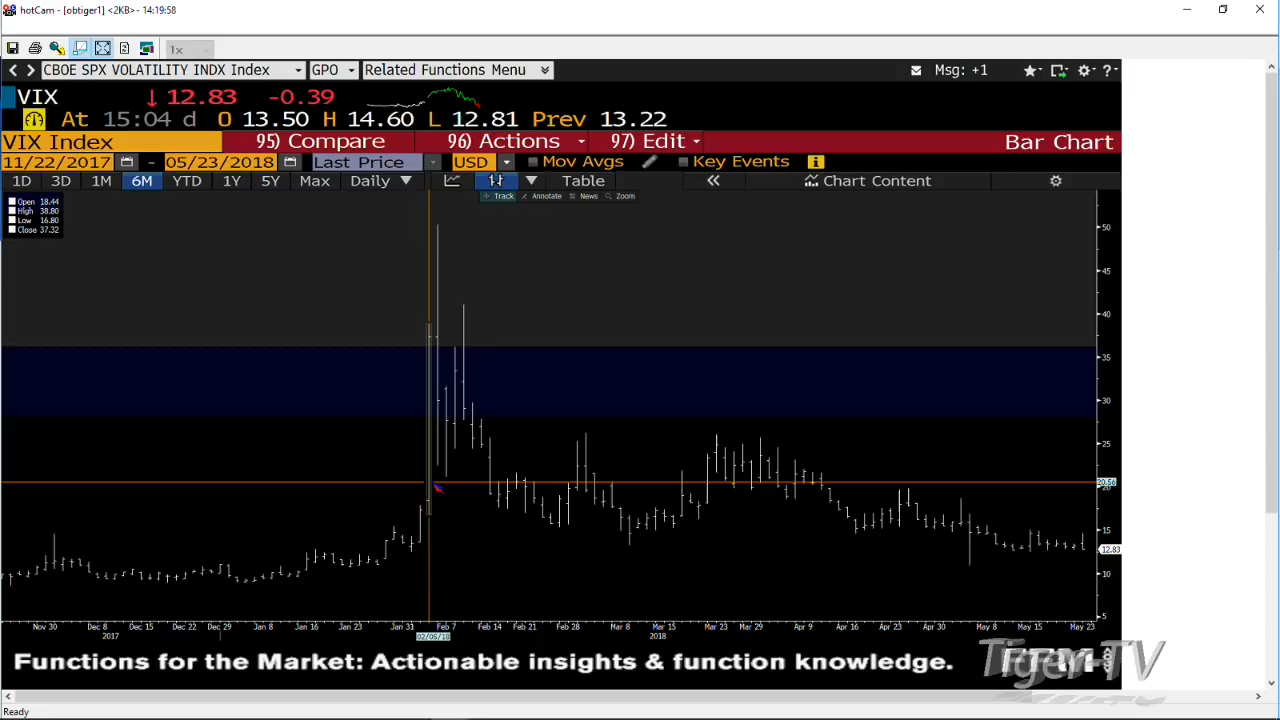 hotCam - [obtiger1] <2KB> - 14:19:58
1x
CBOE SPX VOLATILITY INDX Index GPO Related Functions Menu Msg: +1 ?
VIX ↓ 12.83 -0.39
At 15:04 d O 13.50 H 14.60 L 12.81 Prev 13.22
VIX Index 95) Compare 96) Actions 97) Edit Bar Chart
11/22/2017 - 05/23/2018 Last Price USD Mov Avgs Key Events
1D 3D 1M 6M YTD 1Y 5Y Max Daily ▼ Table « Chart Content
Track Annotate News Zoom
Open 18.44
High 38.80
Low 16.80
Close 37.32
50
45
40
35
30
25
20.56
20
15
12.83
10
5
Nov 30 Dec 8 Dec 15 Dec 22 Dec 29 Jan 8 Jan 16 Jan 23 Jan 31 Feb 7 Feb 14 Feb 21 Feb 28 Mar 8 Mar 15 Mar 23 Mar 29 Apr 9 Apr 16 Apr 23 Apr 30 May 8 May 15 May 23
2017 02/05/18 2018
Functions for the Market: Actionable insights & function knowledge.
Tiger-TV
Ready